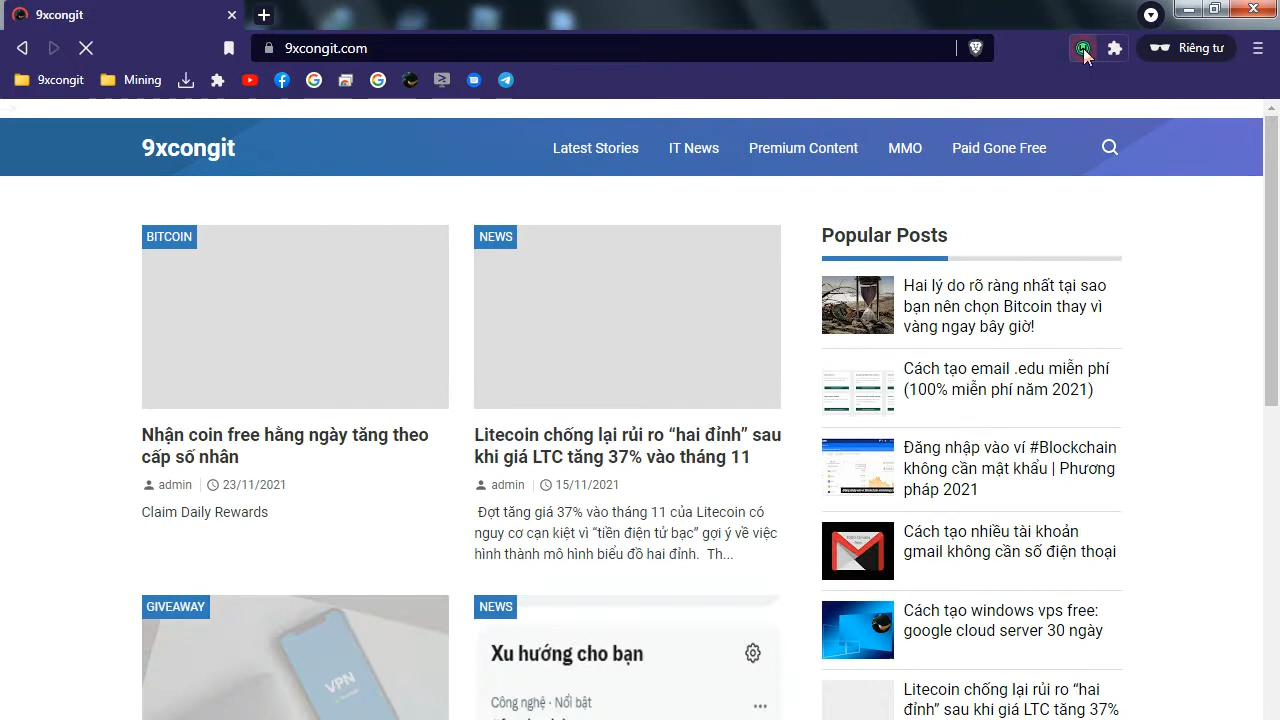 9xcongit
9xcongit.com
Riêng tư
9xcongit
Mining
9xcongit
Latest Stories
IT News
Premium Content
MMO
Paid Gone Free
BITCOIN
Nhận coin free hằng ngày tăng theo
cấp số nhân
admin
23/11/2021
Claim Daily Rewards
NEWS
Litecoin chống lại rủi ro “hai đỉnh” sau
khi giá LTC tăng 37% vào tháng 11
admin
15/11/2021
Đợt tăng giá 37% vào tháng 11 của Litecoin có
nguy cơ cạn kiệt vì “tiền điện tử bạc” gợi ý về việc
hình thành mô hình biểu đồ hai đỉnh. Th...
GIVEAWAY
VPN
NEWS
Xu hướng cho bạn
Công nghệ · Nổi bật
Popular Posts
Hai lý do rõ ràng nhất tại sao
bạn nên chọn Bitcoin thay vì
vàng ngay bây giờ!
Cách tạo email .edu miễn phí
(100% miễn phí năm 2021)
Đăng nhập vào ví #Blockchain
không cần mật khẩu | Phương
pháp 2021
Cách tạo nhiều tài khoản
gmail không cần số điện thoại
Cách tạo windows vps free:
google cloud server 30 ngày
Litecoin chống lại rủi ro “hai
đỉnh” sau khi giá LTC tăng 37%